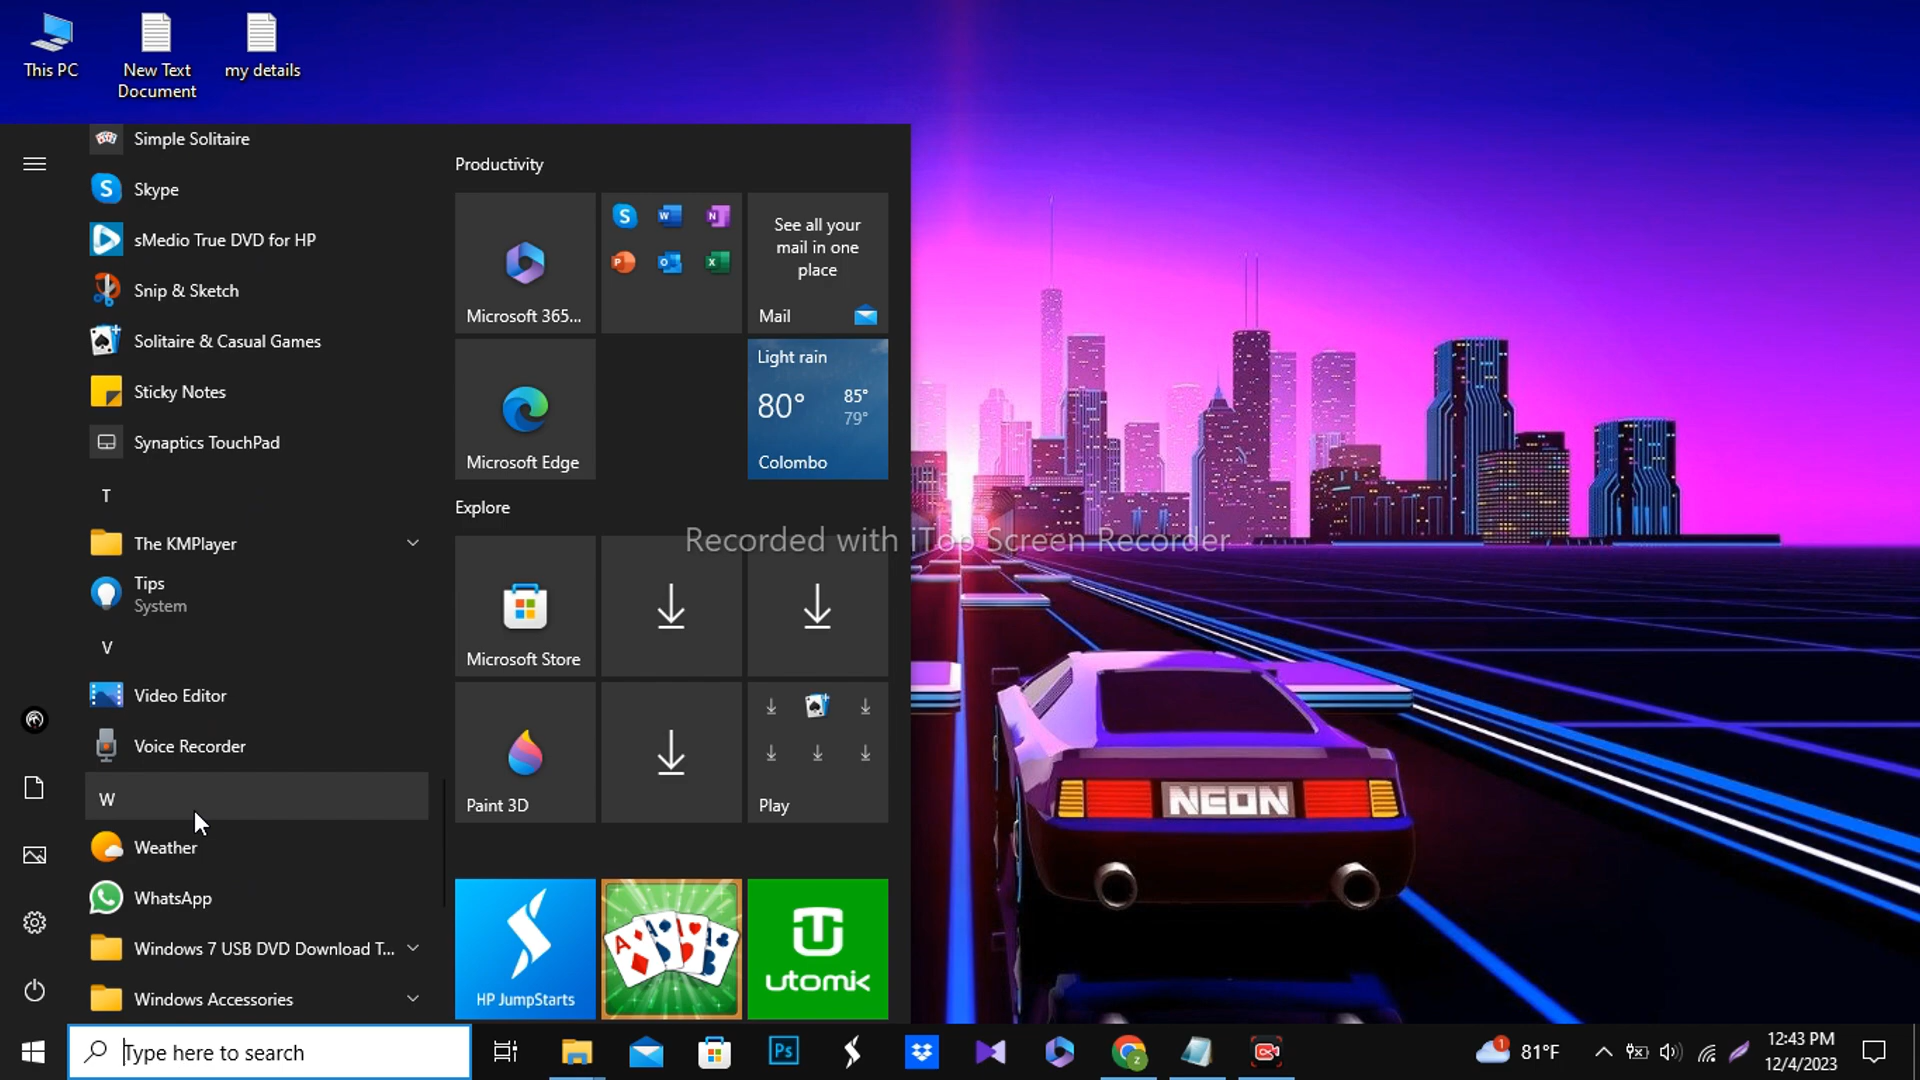 This PC
New Text
Document
my details
Simple Solitaire
Skype
sMedio True DVD for HP
Snip & Sketch
Solitaire & Casual Games
Sticky Notes
Synaptics TouchPad
T
The KMPlayer
Tips
System
V
Video Editor
Voice Recorder
W
Weather
WhatsApp
Windows 7 USB DVD Download T...
Windows Accessories
Productivity
Microsoft 365...
See all your
mail in one
place
Mail
Microsoft Edge
Light rain
80°
85°
79°
Colombo
Explore
Microsoft Store
Paint 3D
Play
HP JumpStarts
utomik
Recorded with iTop Screen Recorder
NEON
Type here to search
Ps
1
81°F
12:43 PM
12/4/2023